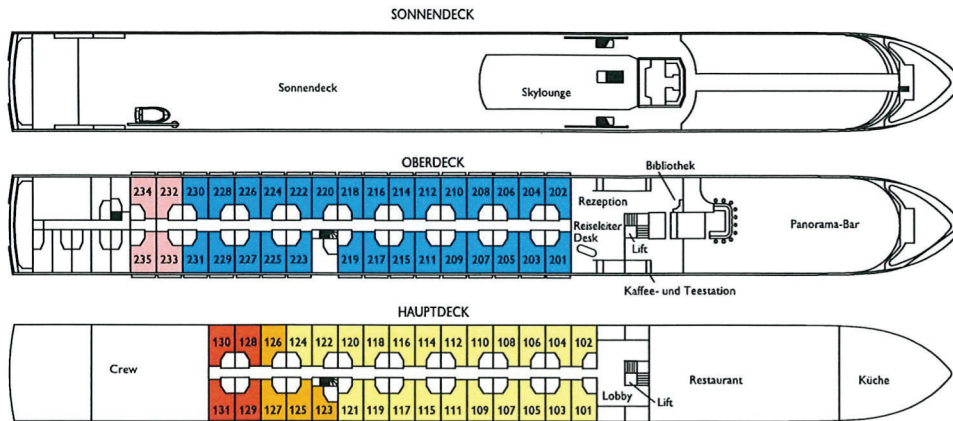 SONNENDECK
Sonnendeck
Skylounge
OBERDECK
Bibliothek
234 232 230 228 226 224 222 220 218 216 214 212 210 208 206 204 202
Rezeption
Reiseleiter
Desk
Lift
Panorama-Bar
235 233 231 229 227 225 223 219 217 215 211 209 207 205 203 201
Kaffee- und Teestation
HAUPTDECK
130 128 126 124 122 120 118 116 114 112 110 108 106 104 102
Crew
Restaurant
Küche
Lobby
Lift
131 129 127 125 123 121 119 117 115 111 109 107 105 103 101